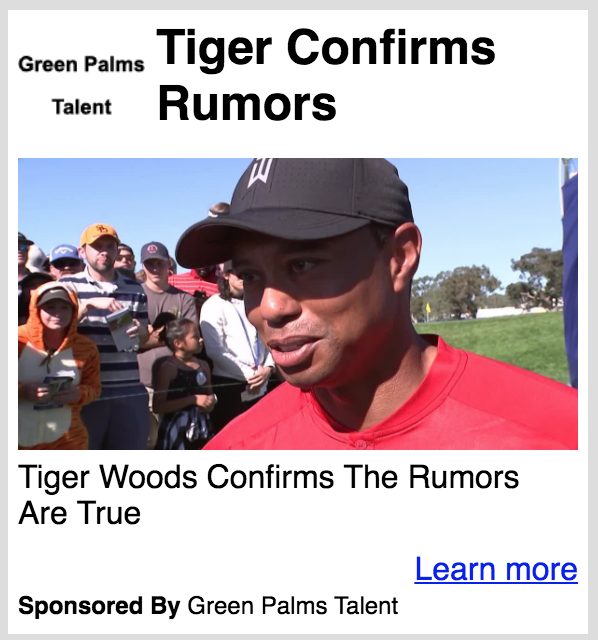 Green Palms
Talent
Tiger Confirms
Rumors
Tiger Woods Confirms The Rumors
Are True
Learn more
Sponsored By Green Palms Talent